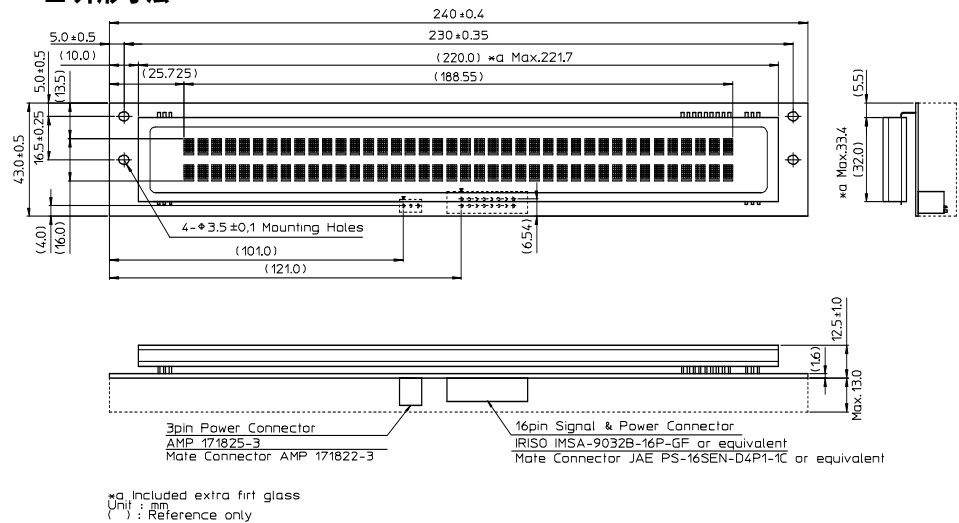 240±0.4
5.0±0.5
230±0.35
(10.0)
(220.0) *a Max.221.7
(25.725)
(188.55)
5.0±0.5
(13.5)
43.0±0.5
16.5±0.25
(4.0)
(16.0)
4-Φ3.5±0.1 Mounting Holes
(101.0)
(121.0)
(6.54)
(5.5)
*a Max.33.4
(32.0)
12.5±1.0
(1.6)
Max.13.0
3pin Power Connector
AMP 171825-3
Mate Connector AMP 171822-3
16pin Signal & Power Connector
IRISO IMSA-9032B-16P-GF or equivalent
Mate Connector JAE PS-16SEN-D4P1-1C or equivalent
*a Included extra firt glass
Unit : mm
( ) : Reference only